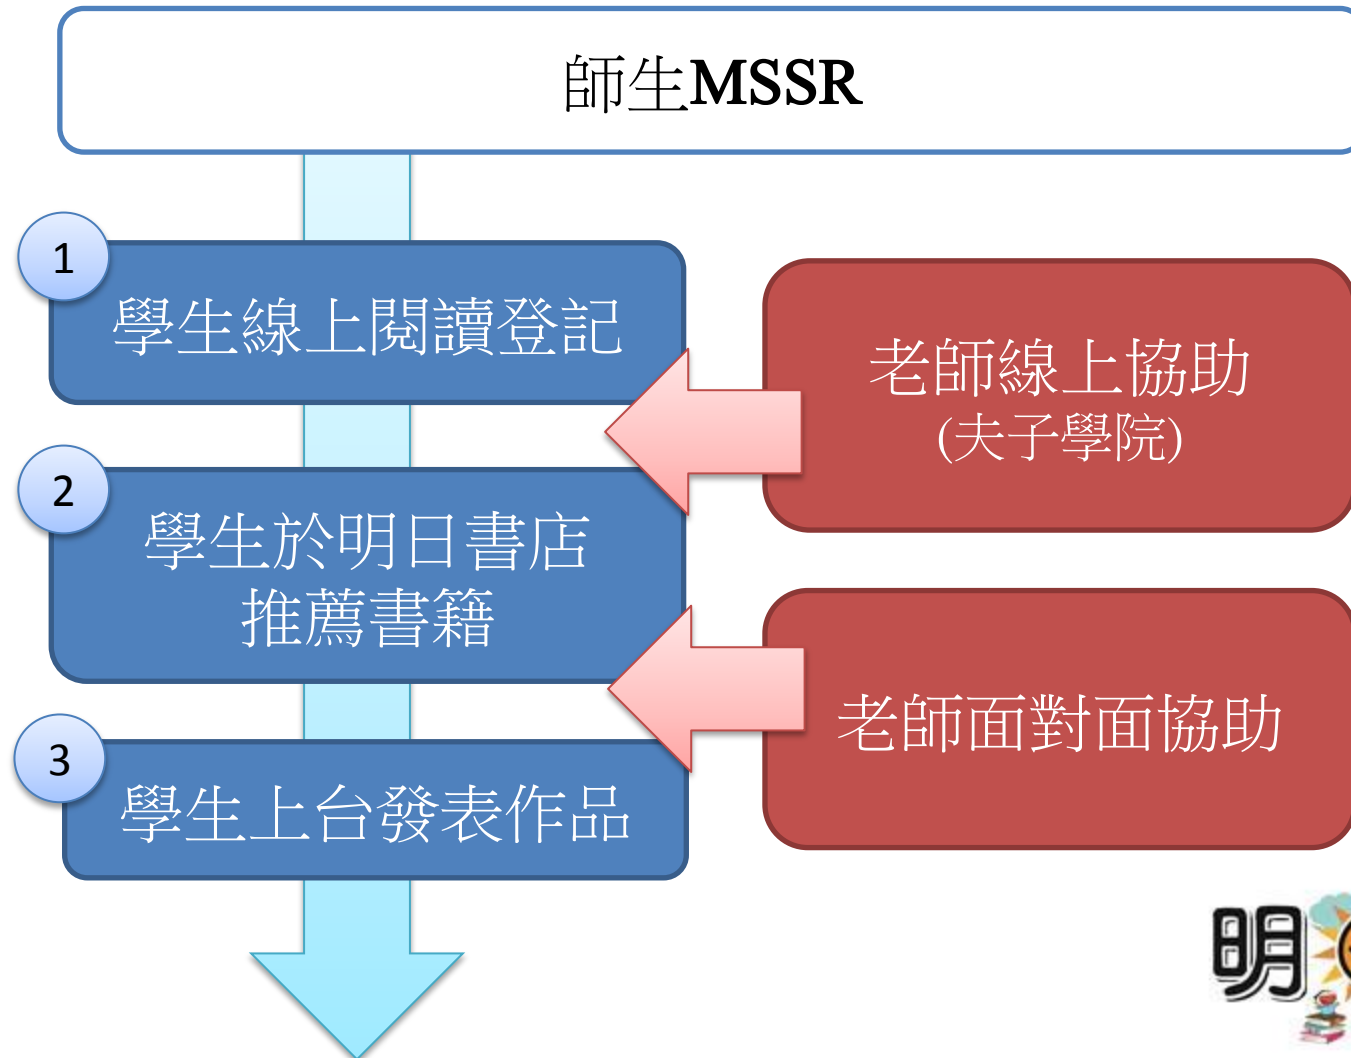 師生MSSR
1
學生線上閱讀登記
老師線上協助
(夫子學院)
2
學生於明日書店
推薦書籍
老師面對面協助
3
學生上台發表作品
明